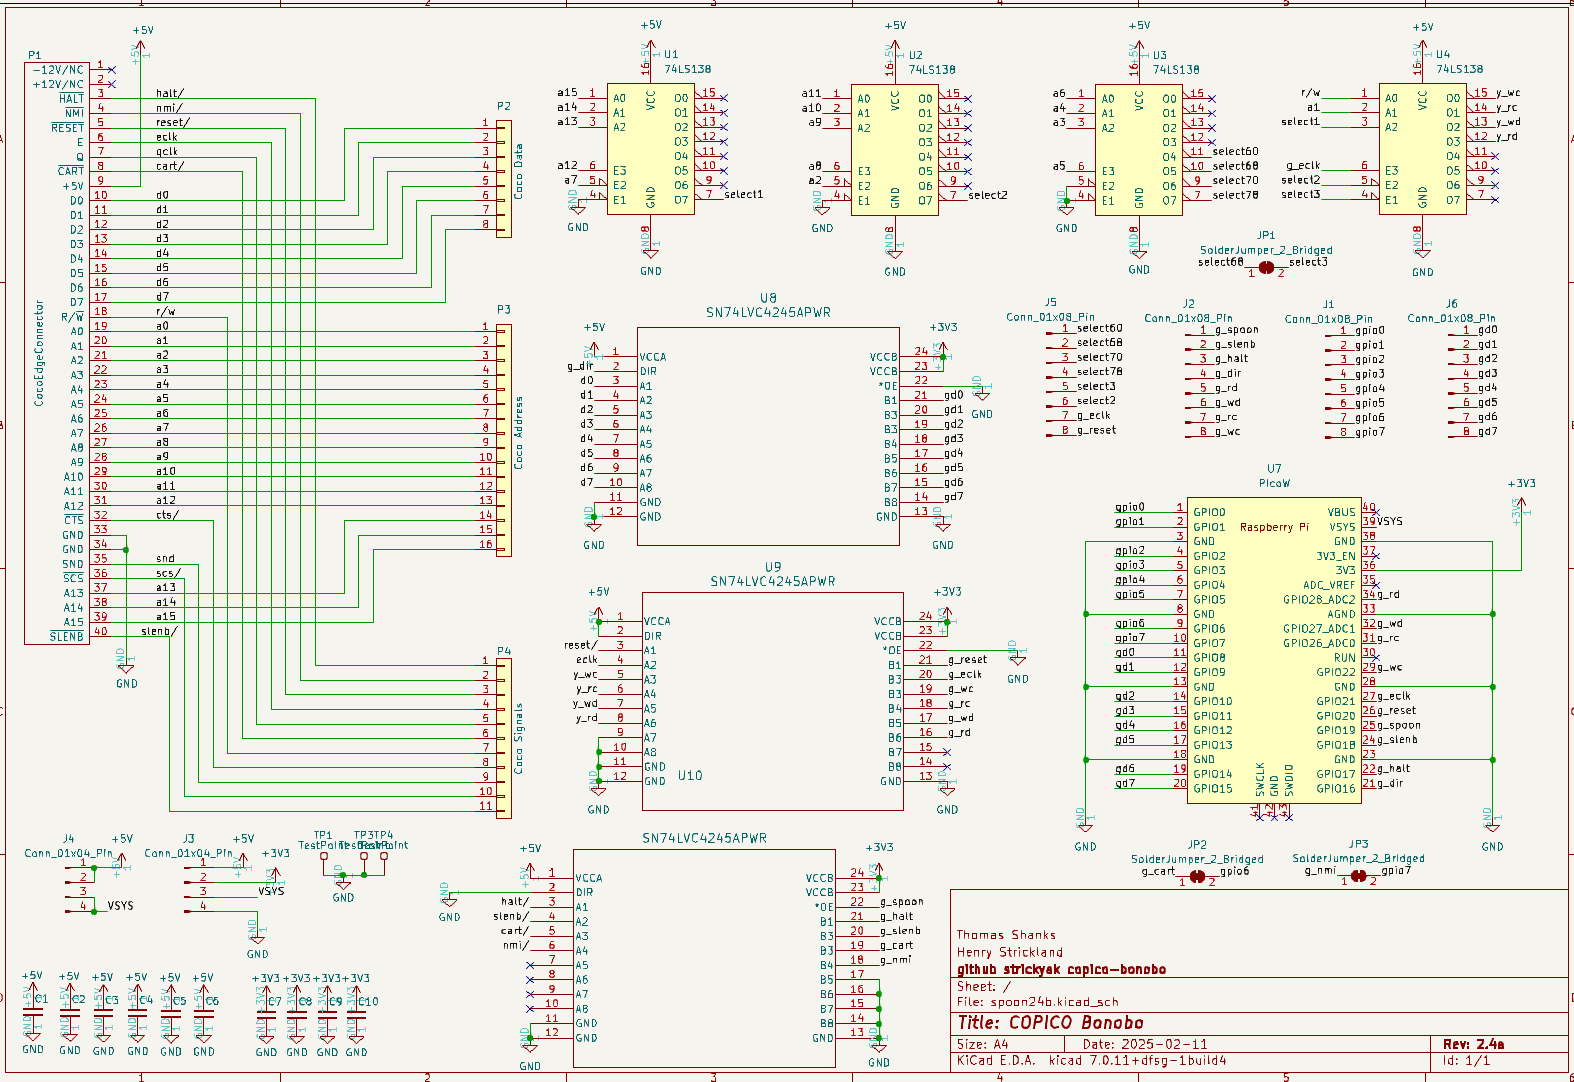 1 2 3 4 5
P1
CocoEdgeConnector
-12V/NC 1
+12V/NC 2
HALT 3 halt/
NMI 4 nmi/
RESET 5 reset/
E 6 eclk
Q 7 qclk
CART 8 cart/
+5V 9
D0 10 d0
D1 11 d1
D2 12 d2
D3 13 d3
D4 14 d4
D5 15 d5
D6 16 d6
D7 17 d7
R/W 18 r/w
A0 19 a0
A1 20 a1
A2 21 a2
A3 22 a3
A4 23 a4
A5 24 a5
A6 25 a6
A7 26 a7
A8 27 a8
A9 28 a9
A10 29 a10
A11 30 a11
A12 31 a12
CTS 32 cts/
GND 33
GND 34
SND 35 snd
SCS 36 scs/
A13 37 a13
A14 38 a14
A15 39 a15
SLENB 40 slenb/
+5V
GND
P2
Coco Data
1
2
3
4
5
6
7
8
P3
Coco Address
1
2
3
4
5
6
7
8
9
10
11
12
13
14
15
16
P4
Coco Signals
1
2
3
4
5
6
7
8
9
10
11
+5V
U1
74LS138
16 VCC
a15 1 A0 O0 15
a14 2 A1 O1 14
a13 3 A2 O2 13
O3 12
O4 11
a12 6 E3 O5 10
a7 5 E2 O6 9
4 E1 O7 7 select1
GND 8
GND
GND
+5V
U2
74LS138
16 VCC
a11 1 A0 O0 15
a10 2 A1 O1 14
a9 3 A2 O2 13
O3 12
O4 11
a8 6 E3 O5 10
a2 5 E2 O6 9
4 E1 O7 7 select2
GND 8
GND
GND
+5V
U3
74LS138
16 VCC
a6 1 A0 O0 15
a4 2 A1 O1 14
a3 3 A2 O2 13
O3 12
O4 11 select60
a5 6 E3 O5 10 select68
5 E2 O6 9 select70
4 E1 O7 7 select78
GND 8
GND
GND
+5V
U4
74LS138
16 VCC
r/w 1 A0 O0 15 y_wc
a1 2 A1 O1 14 y_rc
select1 3 A2 O2 13 y_wd
O3 12 y_rd
O4 11
g_eclk 6 E3 O5 10
select2 5 E2 O6 9
select3 4 E1 O7 7
GND 8
GND
JP1
SolderJumper_2_Bridged
select68 1 2 select3
U8
SN74LVC4245APWR
+5V +3V3
1 VCCA VCCB 24
g_dir 2 DIR VCCB 23
d0 3 A1 *OE 22
d1 4 A2 B1 21 gd0
d2 5 A3 B3 20 gd1
d3 6 A4 B3 19 gd2
d4 7 A5 B4 18 gd3
d5 8 A6 B5 17 gd4
d6 9 A7 B6 16 gd5
d7 10 A8 B7 15 gd6
11 GND B8 14 gd7
12 GND GND 13
GND GND GND
J5
Conn_01x08_Pin
1 select60
2 select68
3 select70
4 select78
5 select3
6 select2
7 g_eclk
8 g_reset
J2
Conn_01x08_Pin
1 g_spoon
2 g_slenb
3 g_halt
4 g_dir
5 g_rd
6 g_wd
7 g_rc
8 g_wc
J1
Conn_01x08_Pin
1 gpio0
2 gpio1
3 gpio2
4 gpio3
5 gpio4
6 gpio5
7 gpio6
8 gpio7
J6
Conn_01x08_Pin
1 gd0
2 gd1
3 gd2
4 gd3
5 gd4
6 gd5
7 gd6
8 gd7
U9
SN74LVC4245APWR
+5V +3V3
1 VCCA VCCB 24
2 DIR VCCB 23
reset/ 3 A1 *OE 22
eclk 4 A2 B1 21 g_reset
y_wc 5 A3 B3 20 g_eclk
y_rc 6 A4 B3 19 g_wc
y_wd 7 A5 B4 18 g_rc
y_rd 8 A6 B5 17 g_wd
9 A7 B6 16 g_rd
10 A8 B7 15
11 GND B8 14
12 GND GND 13
GND GND GND
U7
PicoW
Raspberry Pi
+3V3
gpio0 1 GPIO0 VBUS 40
gpio1 2 GPIO1 VSYS 39 VSYS
3 GND GND 38
gpio2 4 GPIO2 3V3_EN 37
gpio3 5 GPIO3 3V3 36
gpio4 6 GPIO4 ADC_VREF 35
gpio5 7 GPIO5 GPIO28_ADC2 34 g_rd
8 GND AGND 33
gpio6 9 GPIO6 GPIO27_ADC1 32 g_wd
gpio7 10 GPIO7 GPIO26_ADC0 31 g_rc
gd0 11 GPIO8 RUN 30
gd1 12 GPIO9 GPIO22 29 g_wc
13 GND GND 28
gd2 14 GPIO10 GPIO21 27 g_eclk
gd3 15 GPIO11 GPIO20 26 g_reset
gd4 16 GPIO12 GPIO19 25 g_spoon
gd5 17 GPIO13 GPIO18 24 g_slenb
18 GND GND 23
gd6 19 GPIO14 GPIO17 22 g_halt
gd7 20 GPIO15 GPIO16 21 g_dir
SWCLK GND SWDIO
41 42 43
GND GND
JP2
SolderJumper_2_Bridged
g_cart 1 2 gpio6
JP3
SolderJumper_2_Bridged
g_nmi 1 2 gpio7
U10
SN74LVC4245APWR
+5V +3V3
1 VCCA VCCB 24
2 DIR VCCB 23
halt/ 3 A1 *OE 22 g_spoon
slenb/ 4 A2 B1 21 g_halt
cart/ 5 A3 B3 20 g_slenb
nmi/ 6 A4 B3 19 g_cart
7 A5 B4 18 g_nmi
8 A6 B5 17
9 A7 B6 16
10 A8 B7 15
11 GND B8 14
12 GND GND 13
GND GND GND
J4
Conn_01x04_Pin
+5V
1
2
3
4 VSYS
J3
Conn_01x04_Pin
+5V
+3V3
1
2
3 VSYS
4
GND
TP1 TP3 TP4
TestPoint
GND
+5V +5V +5V +5V +5V +5V +3V3 +3V3 +3V3 +3V3
C1 C2 C3 C4 C5 C6 C7 C8 C9 C10
GND GND GND GND GND GND GND GND GND GND
Thomas Shanks
Henry Strickland
github strickyak copico-bonobo
Sheet: /
File: spoon24b.kicad_sch
Title: COPICO Bonobo
Size: A4 Date: 2025-02-11 Rev: 2.4a
KiCad E.D.A. kicad 7.0.11+dfsg-1build4 Id: 1/1
1 2 3 4 5